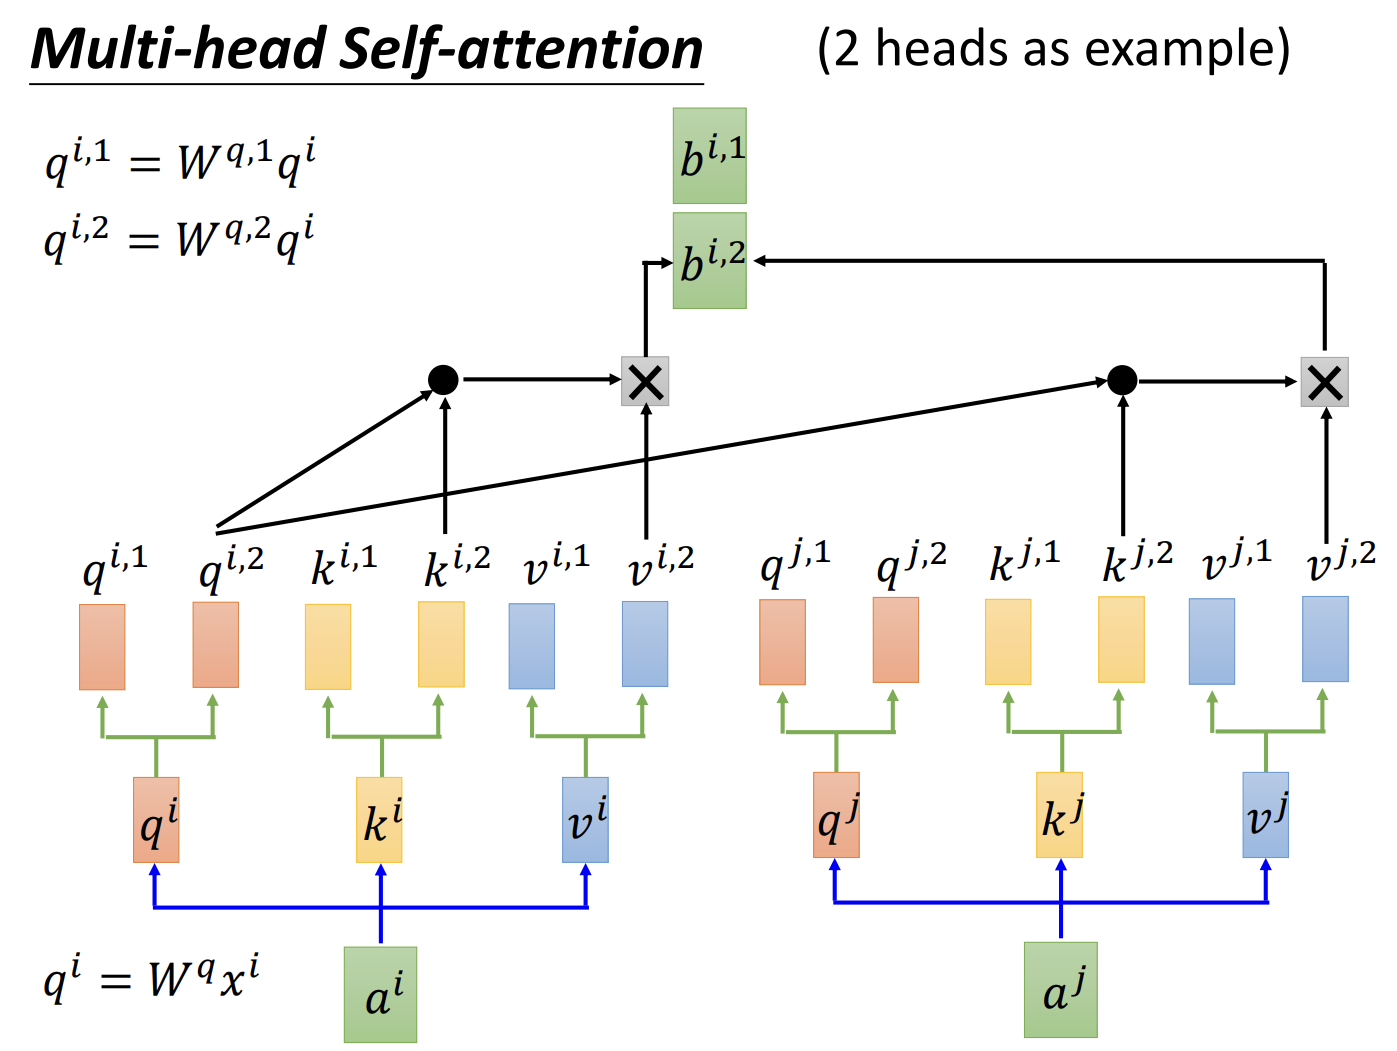 Multi-head Self-attention (2 heads as example)
q^{i,1} = W^{q,1}q^i
q^{i,2} = W^{q,2}q^i
b^{i,1}
b^{i,2}
q^{i,1} q^{i,2} k^{i,1} k^{i,2} v^{i,1} v^{i,2} q^{j,1} q^{j,2} k^{j,1} k^{j,2} v^{j,1} v^{j,2}
q^i k^i v^i q^j k^j v^j
q^i = W^q x^i
a^i a^j